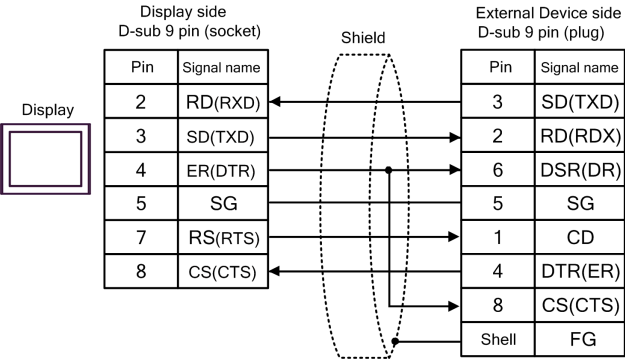 Display side
D-sub 9 pin (socket)
External Device side
D-sub 9 pin (plug)
Shield
Display
Pin Signal name
2 RD(RXD)
3 SD(TXD)
4 ER(DTR)
5 SG
7 RS(RTS)
8 CS(CTS)
Pin Signal name
3 SD(TXD)
2 RD(RDX)
6 DSR(DR)
5 SG
1 CD
4 DTR(ER)
8 CS(CTS)
Shell FG